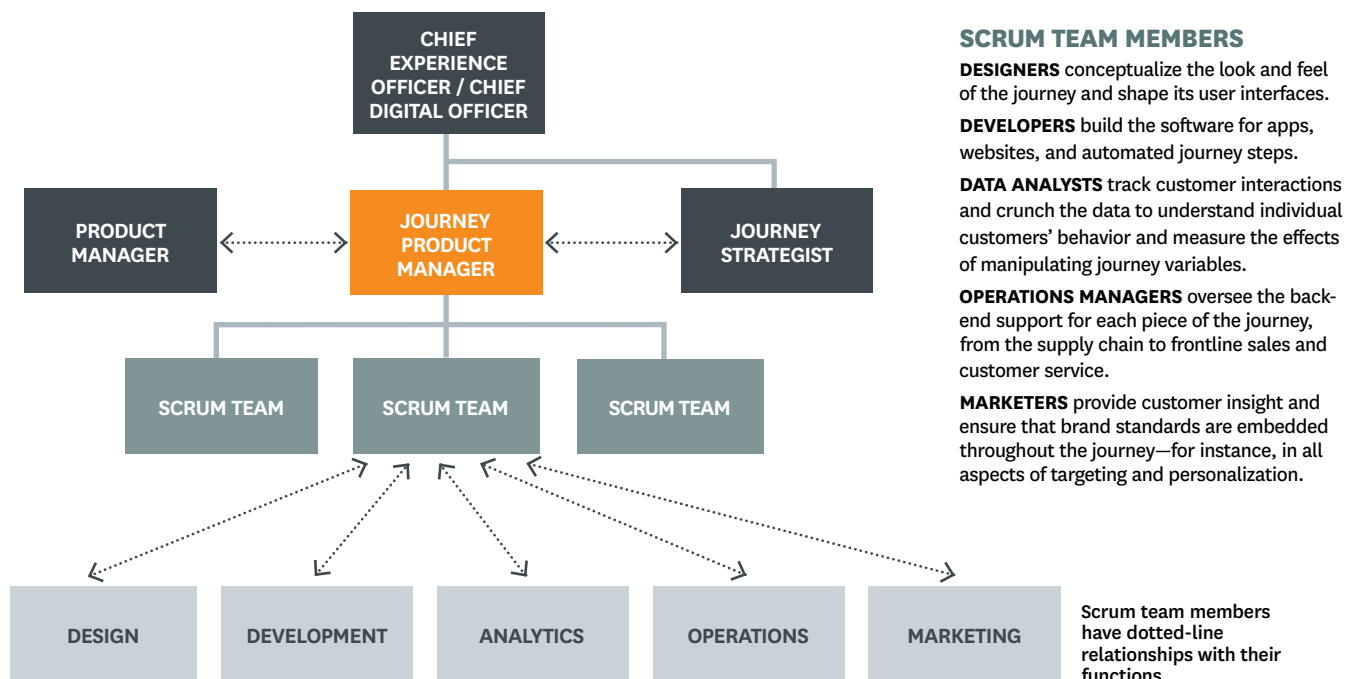 CHIEF
EXPERIENCE
OFFICER / CHIEF
DIGITAL OFFICER
PRODUCT
MANAGER
JOURNEY
PRODUCT
MANAGER
JOURNEY
STRATEGIST
SCRUM TEAM
SCRUM TEAM
SCRUM TEAM
DESIGN
DEVELOPMENT
ANALYTICS
OPERATIONS
MARKETING
SCRUM TEAM MEMBERS
DESIGNERS conceptualize the look and feel
of the journey and shape its user interfaces.
DEVELOPERS build the software for apps,
websites, and automated journey steps.
DATA ANALYSTS track customer interactions
and crunch the data to understand individual
customers’ behavior and measure the effects
of manipulating journey variables.
OPERATIONS MANAGERS oversee the back-
end support for each piece of the journey,
from the supply chain to frontline sales and
customer service.
MARKETERS provide customer insight and
ensure that brand standards are embedded
throughout the journey—for instance, in all
aspects of targeting and personalization.
Scrum team members
have dotted-line
relationships with their
functions